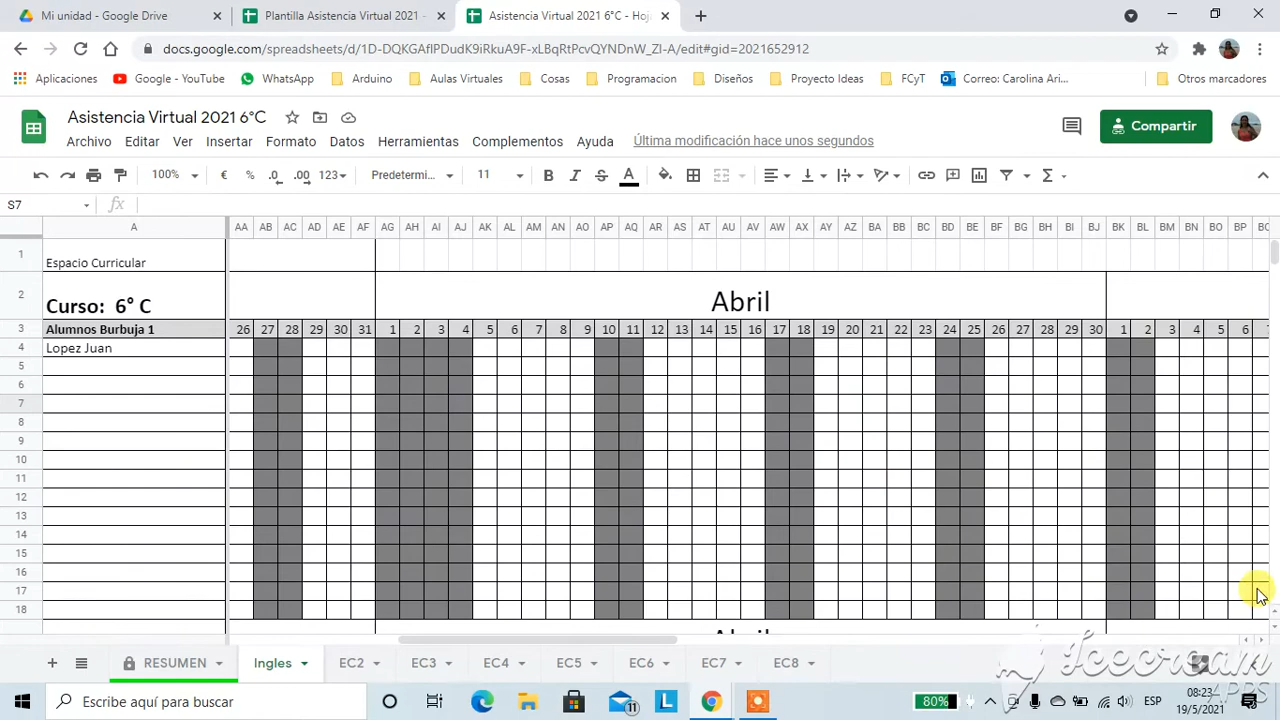 Mi unidad - Google Drive
Plantilla Asistencia Virtual 2021 -
Asistencia Virtual 2021 6°C - Hoj
docs.google.com/spreadsheets/d/1D-DQKGAflPDudK9iRkuA9F-xLBqRtPcvQYNDnW_ZI-A/edit#gid=2021652912
Aplicaciones Google - YouTube WhatsApp Arduino Aulas Virtuales Cosas Programacion Diseños Proyecto Ideas FCyT Correo: Carolina Ari... Otros marcadores
Asistencia Virtual 2021 6°C
Archivo Editar Ver Insertar Formato Datos Herramientas Complementos Ayuda Última modificación hace unos segundos
Compartir
100% € % .0 .00 123 Predetermi... 11 B I S A
S7 fx
A AA AB AC AD AE AF AG AH AI AJ AK AL AM AN AO AP AQ AR AS AT AU AV AW AX AY AZ BA BB BC BD BE BF BG BH BI BJ BK BL BM BN BO BP
1 Espacio Curricular
2 Curso: 6° C Abril
3 Alumnos Burbuja 1 26 27 28 29 30 31 1 2 3 4 5 6 7 8 9 10 11 12 13 14 15 16 17 18 19 20 21 22 23 24 25 26 27 28 29 30 1 2 3 4 5 6 7
4 Lopez Juan
5
6
7
8
9
10
11
12
13
14
15
16
17
18
Abril
RESUMEN Ingles EC2 EC3 EC4 EC5 EC6 EC7 EC8
Icecream
APPS
Escribe aquí para buscar
11
L
80%
ESP
08:23
19/5/2021